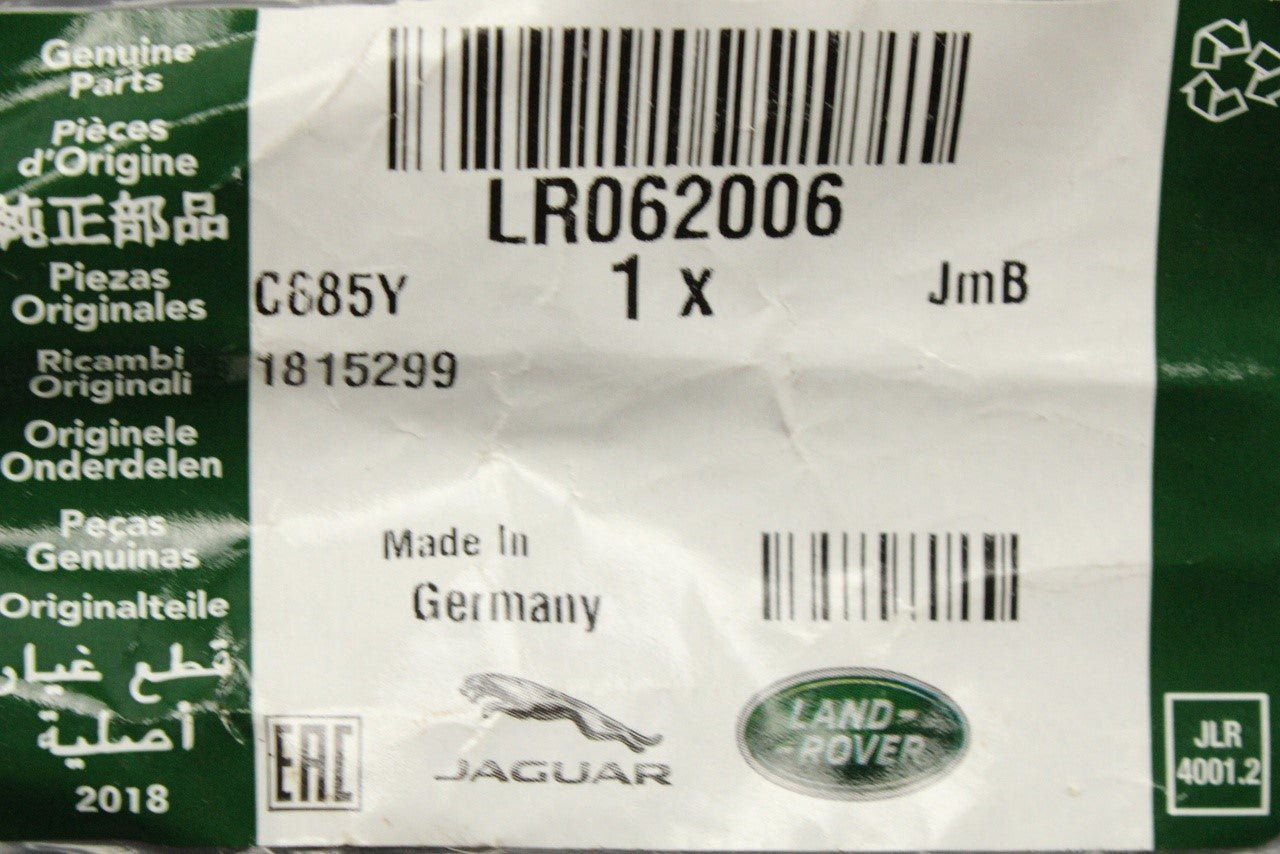 Genuine
Parts
Pièces
d'Origine
純正部品
Piezas
Originales
Ricambi
Originali
Originele
Onderdelen
Peças
Genuinas
Originalteile
قطع غيار
أصلية
2018
LR062006
C685Y 1 x JmB
1815299
Made In
Germany
EAC
JAGUAR
LAND-
-ROVER
JLR
4001.2